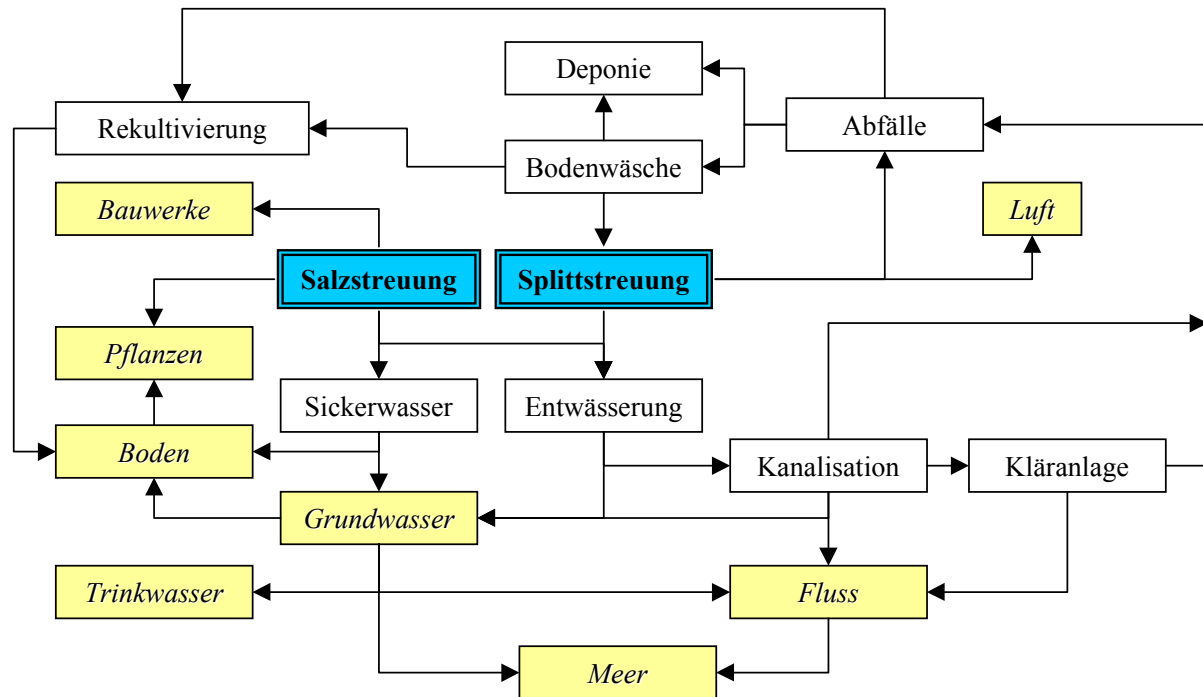 Deponie
Rekultivierung
Abfälle
Bodenwäsche
Bauwerke
Luft
Salzstreuung
Splittstreuung
Pflanzen
Sickerwasser
Entwässerung
Boden
Kanalisation
Kläranlage
Grundwasser
Trinkwasser
Fluss
Meer